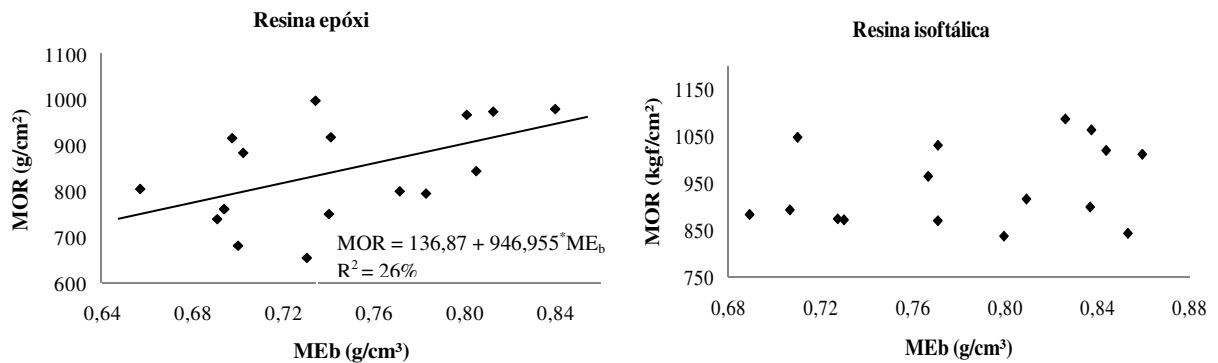 Resina epóxi
1100
1000
900
800
700
600
MOR (g/cm²)
MOR = 136,87 + 946,955*MEb
R² = 26%
0,64 0,68 0,72 0,76 0,80 0,84
MEb (g/cm³)
Resina isoftálica
1150
1050
950
850
750
MOR (kgf/cm²)
0,68 0,72 0,76 0,80 0,84 0,88
MEb (g/cm³)